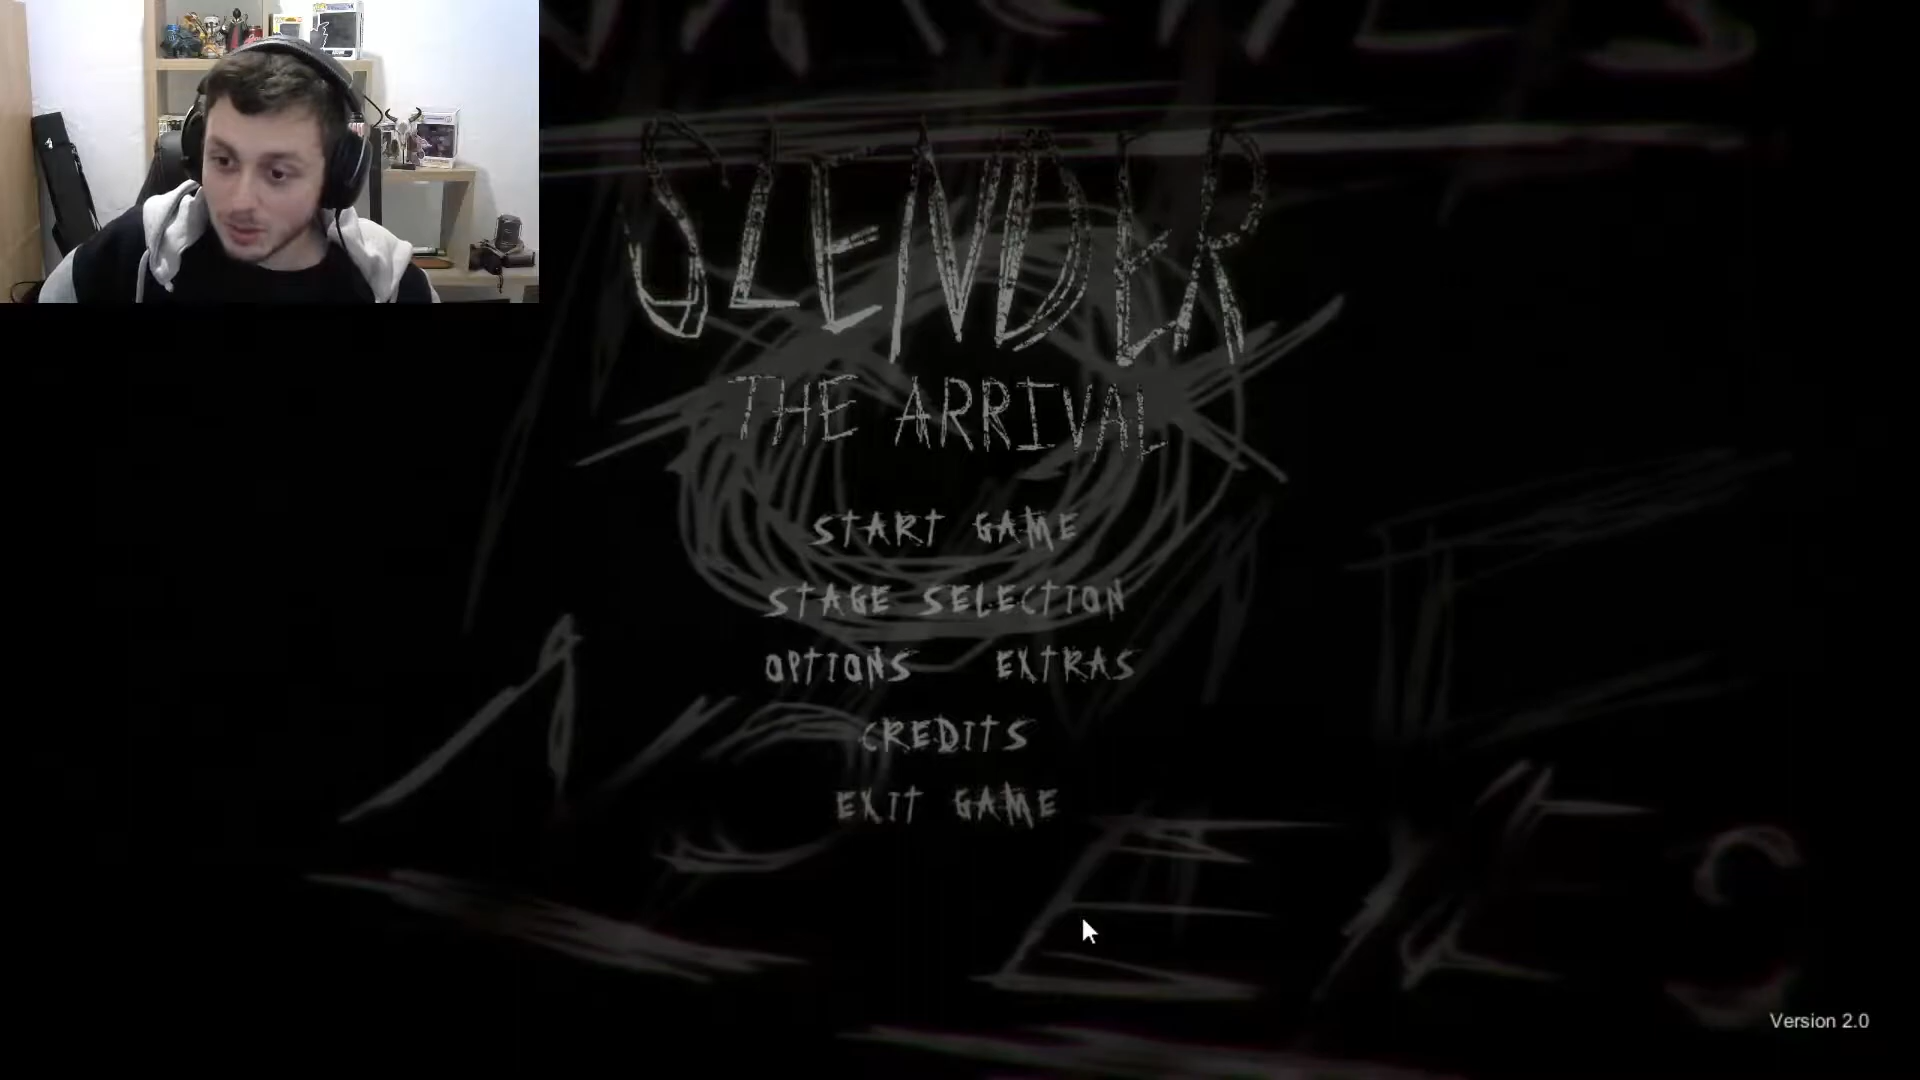 SLENDER
THE ARRIVAL
START GAME
STAGE SELECTION
OPTIONS EXTRAS
CREDITS
EXIT GAME
Version 2.0